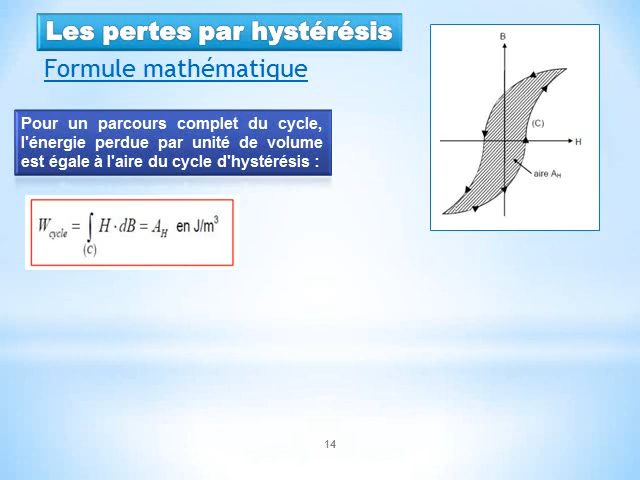 Les pertes par hystérésis
Formule mathématique
Pour un parcours complet du cycle,
l'énergie perdue par unité de volume
est égale à l'aire du cycle d'hystérésis :
W_cycle = ∫_(C) H · dB = A_H en J/m³
B
(C)
H
aire A_H
14